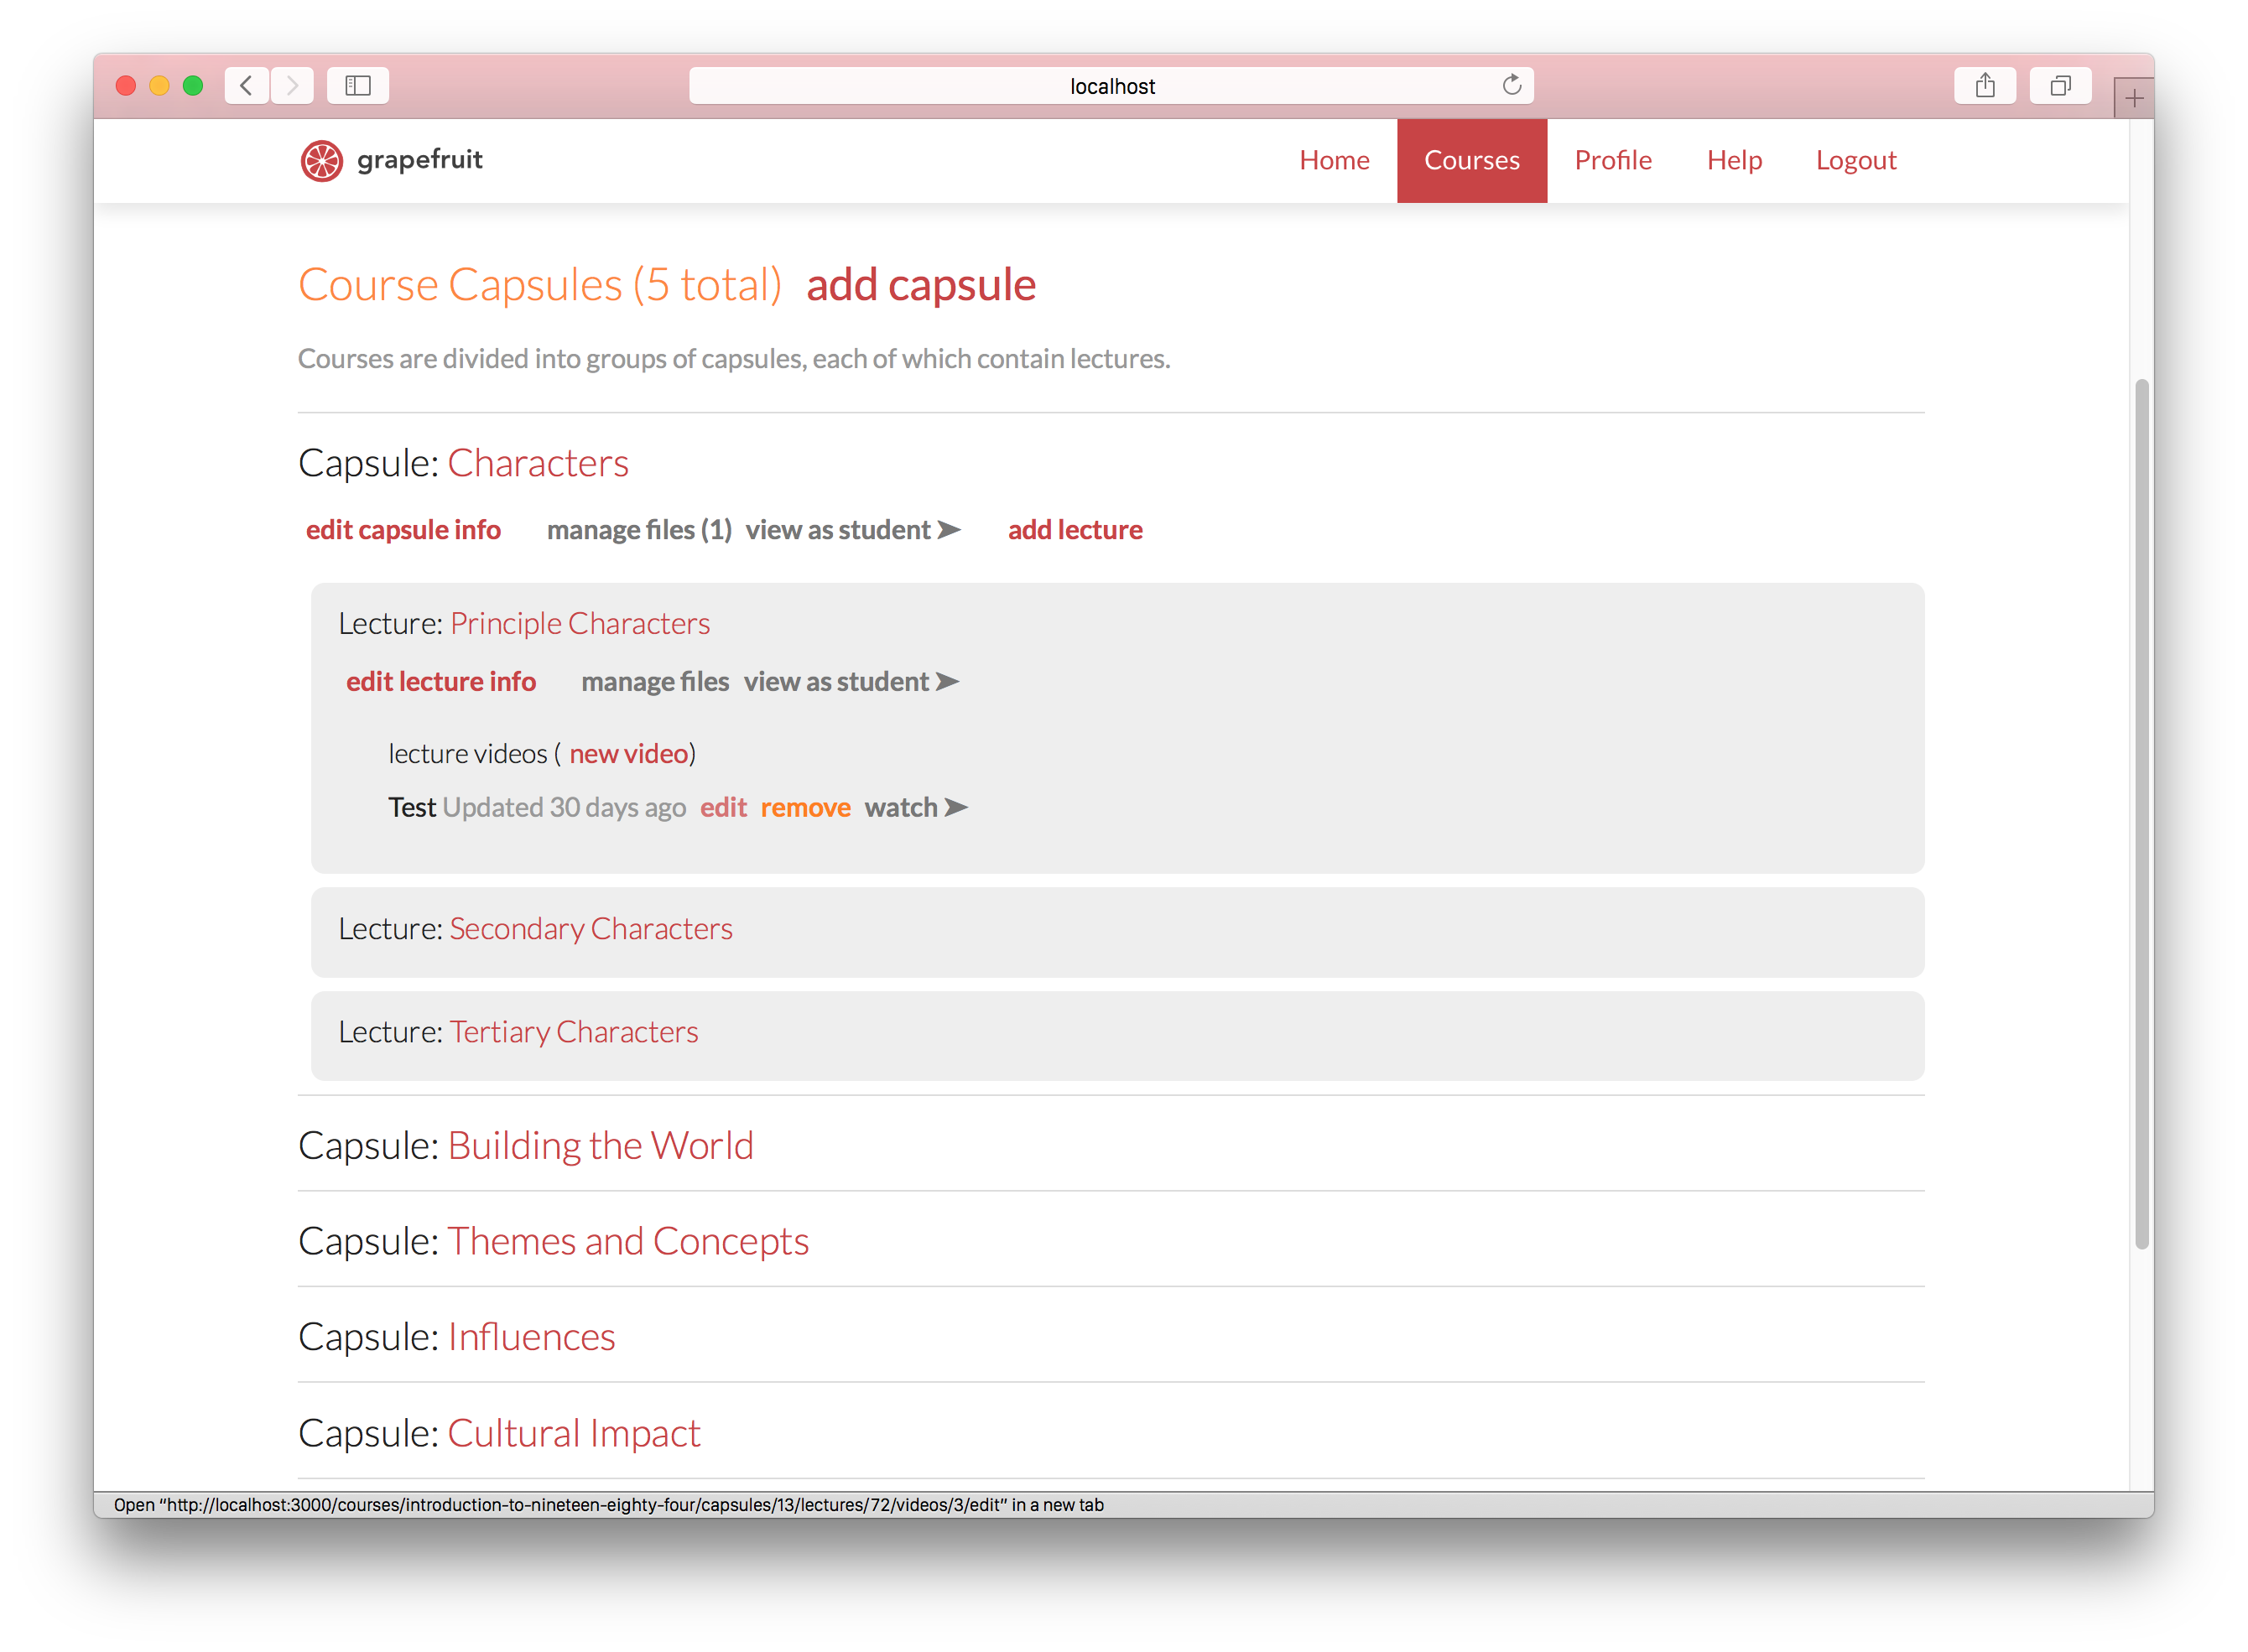 localhost
grapefruit Home Courses Profile Help Logout
Course Capsules (5 total) add capsule
Courses are divided into groups of capsules, each of which contain lectures.
Capsule: Characters
edit capsule info manage files (1) view as student ➤ add lecture
Lecture: Principle Characters
edit lecture info manage files view as student ➤
lecture videos ( new video)
Test Updated 30 days ago edit remove watch ➤
Lecture: Secondary Characters
Lecture: Tertiary Characters
Capsule: Building the World
Capsule: Themes and Concepts
Capsule: Influences
Capsule: Cultural Impact
Open “http://localhost:3000/courses/introduction-to-nineteen-eighty-four/capsules/13/lectures/72/videos/3/edit” in a new tab